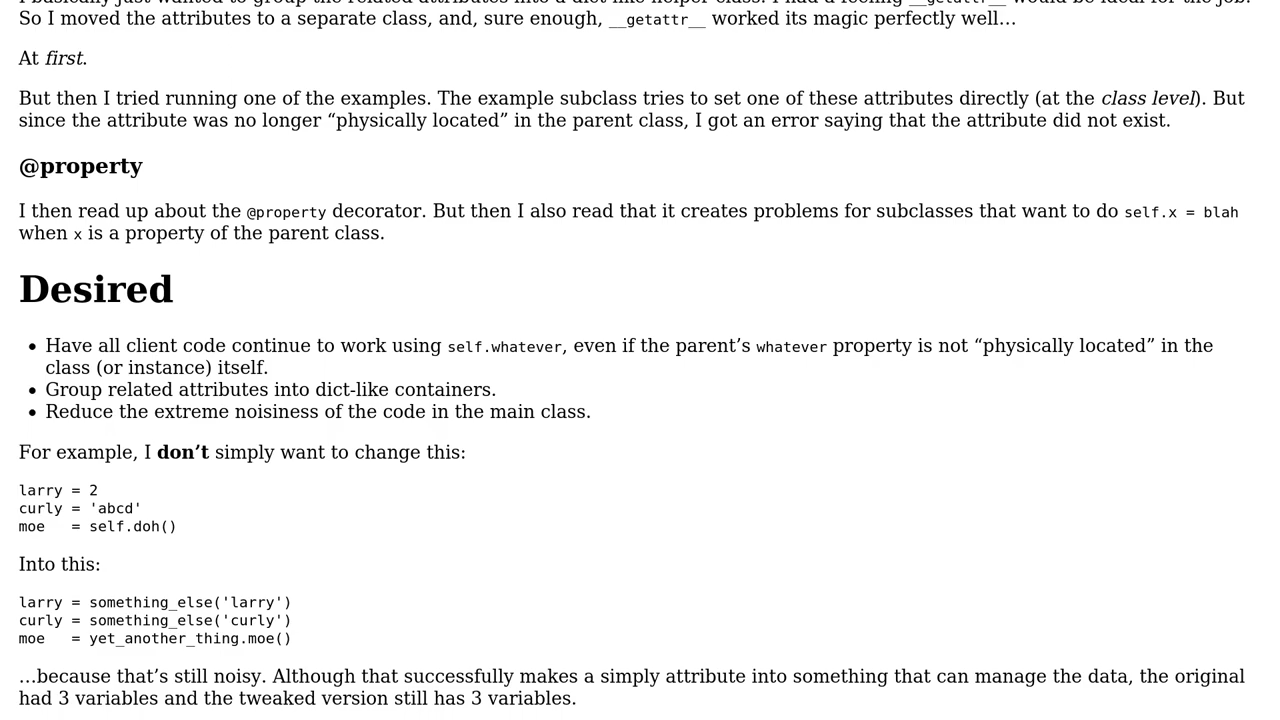 So I moved the attributes to a separate class, and, sure enough, __getattr__ worked its magic perfectly well…
At first.
But then I tried running one of the examples. The example subclass tries to set one of these attributes directly (at the class level). But
since the attribute was no longer “physically located” in the parent class, I got an error saying that the attribute did not exist.
@property
I then read up about the @property decorator. But then I also read that it creates problems for subclasses that want to do self.x = blah
when x is a property of the parent class.
Desired
• Have all client code continue to work using self.whatever, even if the parent’s whatever property is not “physically located” in the
class (or instance) itself.
• Group related attributes into dict-like containers.
• Reduce the extreme noisiness of the code in the main class.
For example, I don’t simply want to change this:
larry = 2
curly = 'abcd'
moe   = self.doh()
Into this:
larry = something_else('larry')
curly = something_else('curly')
moe   = yet_another_thing.moe()
…because that’s still noisy. Although that successfully makes a simply attribute into something that can manage the data, the original
had 3 variables and the tweaked version still has 3 variables.